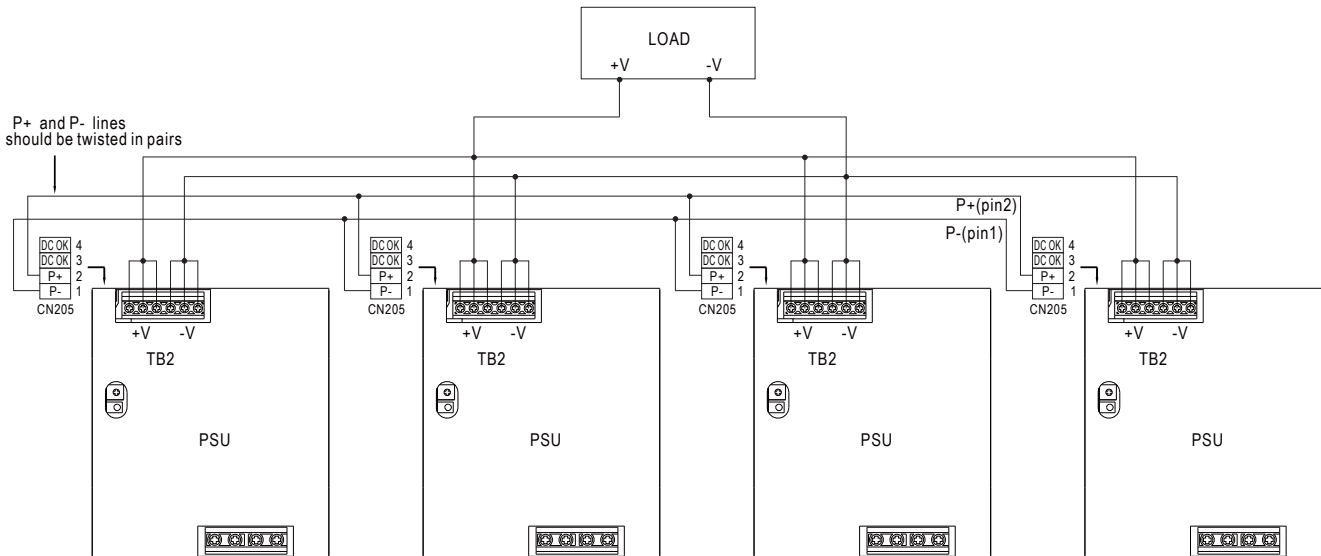 LOAD
+V -V
P+ and P- lines
should be twisted in pairs
P+(pin2)
P-(pin1)
DC OK 4
DC OK 3
P+ 2
P- 1
CN205
+V -V
TB2
PSU
DC OK 4
DC OK 3
P+ 2
P- 1
CN205
+V -V
TB2
PSU
DC OK 4
DC OK 3
P+ 2
P- 1
CN205
+V -V
TB2
PSU
DC OK 4
DC OK 3
P+ 2
P- 1
CN205
+V -V
TB2
PSU